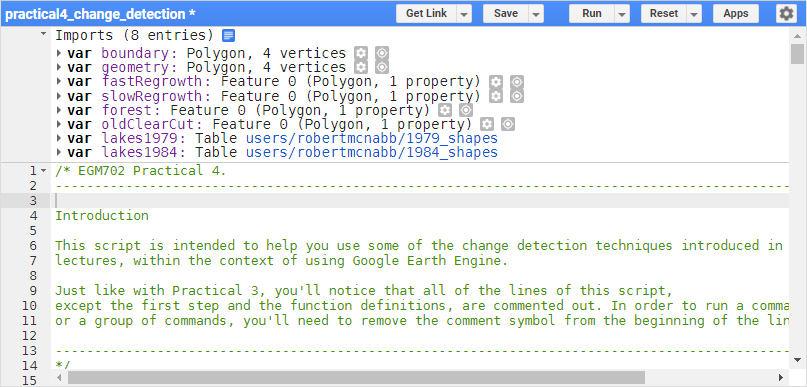 practical4_change_detection * Get Link Save Run Reset Apps
Imports (8 entries)
var boundary: Polygon, 4 vertices
var geometry: Polygon, 4 vertices
var fastRegrowth: Feature 0 (Polygon, 1 property)
var slowRegrowth: Feature 0 (Polygon, 1 property)
var forest: Feature 0 (Polygon, 1 property)
var oldClearCut: Feature 0 (Polygon, 1 property)
var lakes1979: Table users/robertmcnabb/1979_shapes
var lakes1984: Table users/robertmcnabb/1984_shapes
1 /* EGM702 Practical 4.
2 --------------------------------------------------------------------------------------------
3
4 Introduction
5
6 This script is intended to help you use some of the change detection techniques introduced in
7 lectures, within the context of using Google Earth Engine.
8
9 Just like with Practical 3, you'll notice that all of the lines of this script,
10 except the first step and the function definitions, are commented out. In order to run a comma
11 or a group of commands, you'll need to remove the comment symbol from the beginning of the lin
12
13 --------------------------------------------------------------------------------------------
14 */
15